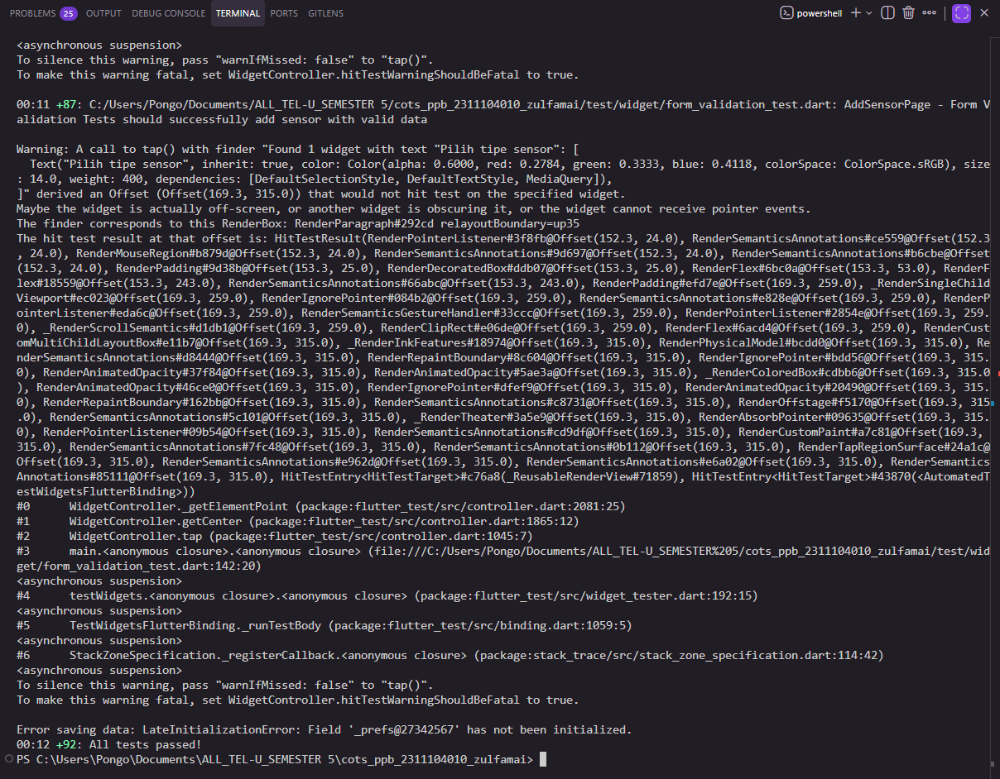 PROBLEMS 25 OUTPUT DEBUG CONSOLE TERMINAL PORTS GITLENS powershell
<asynchronous suspension>
To silence this warning, pass "warnIfMissed: false" to "tap()".
To make this warning fatal, set WidgetController.hitTestWarningShouldBeFatal to true.
00:11 +87: C:/Users/Pongo/Documents/ALL_TEL-U_SEMESTER 5/cots_ppb_2311104010_zulfamai/test/widget/form_validation_test.dart: AddSensorPage - Form V
alidation Tests should successfully add sensor with valid data
Warning: A call to tap() with finder "Found 1 widget with text "Pilih tipe sensor": [
Text("Pilih tipe sensor", inherit: true, color: Color(alpha: 0.6000, red: 0.2784, green: 0.3333, blue: 0.4118, colorSpace: ColorSpace.sRGB), size
: 14.0, weight: 400, dependencies: [DefaultSelectionStyle, DefaultTextStyle, MediaQuery]),
]" derived an Offset (Offset(169.3, 315.0)) that would not hit test on the specified widget.
Maybe the widget is actually off-screen, or another widget is obscuring it, or the widget cannot receive pointer events.
The finder corresponds to this RenderBox: RenderParagraph#292cd relayoutBoundary=up35
The hit test result at that offset is: HitTestResult(RenderPointerListener#3f8fb@Offset(152.3, 24.0), RenderSemanticsAnnotations#ce559@Offset(152.3
, 24.0), RenderMouseRegion#b879d@Offset(152.3, 24.0), RenderSemanticsAnnotations#9d697@Offset(152.3, 24.0), RenderSemanticsAnnotations#b6cbe@Offset
(152.3, 24.0), RenderPadding#9d38b@Offset(153.3, 25.0), RenderDecoratedBox#ddb07@Offset(153.3, 25.0), RenderFlex#6bc0a@Offset(153.3, 53.0), RenderF
lex#18559@Offset(153.3, 243.0), RenderSemanticsAnnotations#66abc@Offset(153.3, 243.0), RenderPadding#efd7e@Offset(169.3, 259.0), _RenderSingleChild
Viewport#ec023@Offset(169.3, 259.0), RenderIgnorePointer#084b2@Offset(169.3, 259.0), RenderSemanticsAnnotations#e828e@Offset(169.3, 259.0), RenderP
ointerListener#eda6c@Offset(169.3, 259.0), RenderSemanticsGestureHandler#33ccc@Offset(169.3, 259.0), RenderPointerListener#2854e@Offset(169.3, 259.
0), _RenderScrollSemantics#d1db1@Offset(169.3, 259.0), RenderClipRect#e06de@Offset(169.3, 259.0), RenderFlex#6acd4@Offset(169.3, 259.0), RenderCust
omMultiChildLayoutBox#e11b7@Offset(169.3, 315.0), _RenderInkFeatures#18974@Offset(169.3, 315.0), RenderPhysicalModel#bcdd0@Offset(169.3, 315.0), Re
nderSemanticsAnnotations#d8444@Offset(169.3, 315.0), RenderRepaintBoundary#8c604@Offset(169.3, 315.0), RenderIgnorePointer#bdd56@Offset(169.3, 315.
0), RenderAnimatedOpacity#37f84@Offset(169.3, 315.0), RenderAnimatedOpacity#5ae3a@Offset(169.3, 315.0), _RenderColoredBox#cdbb6@Offset(169.3, 315.0
), RenderAnimatedOpacity#46ce0@Offset(169.3, 315.0), RenderIgnorePointer#dfef9@Offset(169.3, 315.0), RenderAnimatedOpacity#20490@Offset(169.3, 315.
0), RenderRepaintBoundary#162bb@Offset(169.3, 315.0), RenderSemanticsAnnotations#c8731@Offset(169.3, 315.0), RenderOffstage#f5170@Offset(169.3, 315
.0), RenderSemanticsAnnotations#5c101@Offset(169.3, 315.0), _RenderTheater#3a5e9@Offset(169.3, 315.0), RenderAbsorbPointer#09635@Offset(169.3, 315.
0), RenderPointerListener#09b54@Offset(169.3, 315.0), RenderSemanticsAnnotations#cd9df@Offset(169.3, 315.0), RenderCustomPaint#a7c81@Offset(169.3,
315.0), RenderSemanticsAnnotations#7fc48@Offset(169.3, 315.0), RenderSemanticsAnnotations#0b112@Offset(169.3, 315.0), RenderTapRegionSurface#24a1c@
Offset(169.3, 315.0), RenderSemanticsAnnotations#e962d@Offset(169.3, 315.0), RenderSemanticsAnnotations#e6a02@Offset(169.3, 315.0), RenderSemantics
Annotations#85111@Offset(169.3, 315.0), HitTestEntry<HitTestTarget>#c76a8(_ReusableRenderView#71859), HitTestEntry<HitTestTarget>#43870(<AutomatedT
estWidgetsFlutterBinding>))
#0 WidgetController._getElementPoint (package:flutter_test/src/controller.dart:2081:25)
#1 WidgetController.getCenter (package:flutter_test/src/controller.dart:1865:12)
#2 WidgetController.tap (package:flutter_test/src/controller.dart:1045:7)
#3 main.<anonymous closure>.<anonymous closure> (file:///C:/Users/Pongo/Documents/ALL_TEL-U_SEMESTER%205/cots_ppb_2311104010_zulfamai/test/wid
get/form_validation_test.dart:142:20)
<asynchronous suspension>
#4 testWidgets.<anonymous closure>.<anonymous closure> (package:flutter_test/src/widget_tester.dart:192:15)
<asynchronous suspension>
#5 TestWidgetsFlutterBinding._runTestBody (package:flutter_test/src/binding.dart:1059:5)
<asynchronous suspension>
#6 StackZoneSpecification._registerCallback.<anonymous closure> (package:stack_trace/src/stack_zone_specification.dart:114:42)
<asynchronous suspension>
To silence this warning, pass "warnIfMissed: false" to "tap()".
To make this warning fatal, set WidgetController.hitTestWarningShouldBeFatal to true.
Error saving data: LateInitializationError: Field '_prefs@27342567' has not been initialized.
00:12 +92: All tests passed!
PS C:\Users\Pongo\Documents\ALL_TEL-U_SEMESTER 5\cots_ppb_2311104010_zulfamai>